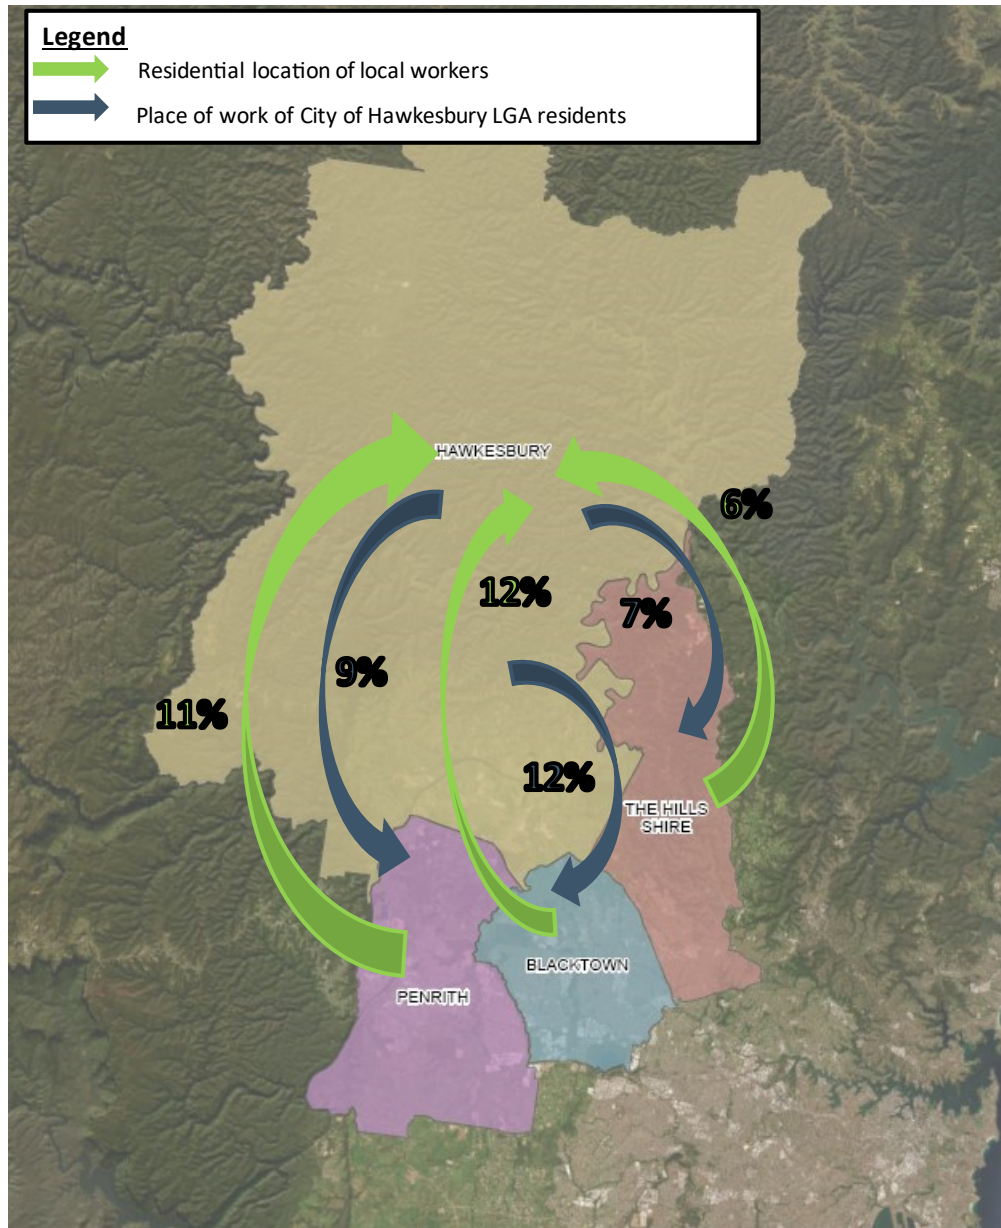 Legend
Residential location of local workers
Place of work of City of Hawkesbury LGA residents
HAWKESBURY
6%
12%
7%
9%
11%
12%
THE HILLS
SHIRE
BLACKTOWN
PENRITH